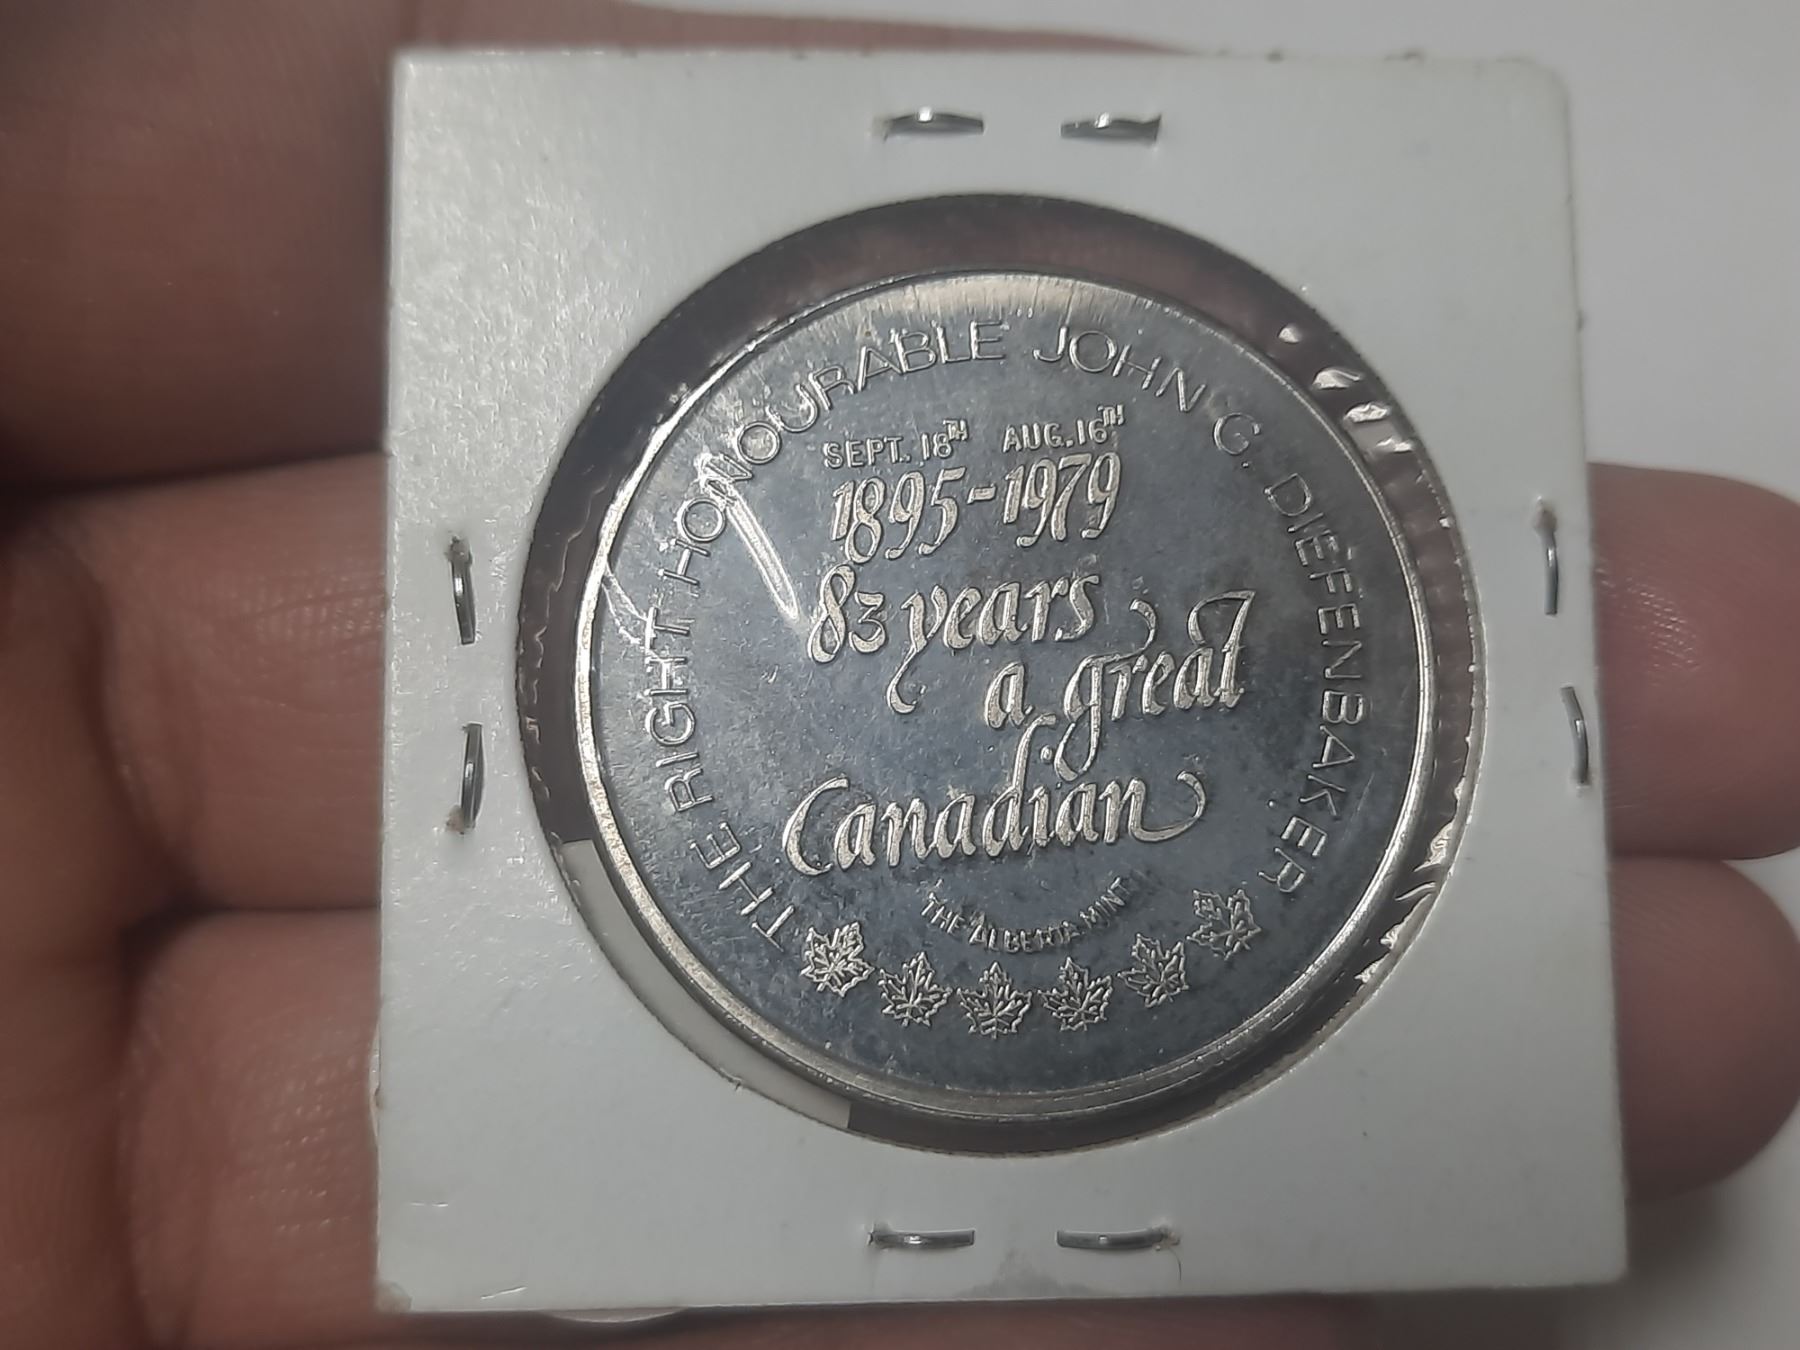 THE RIGHT HONOURABLE JOHN G. DIEFENBAKER
SEPT. 18TH AUG. 16TH
1895-1979
83 years
a great
Canadian
THE ALBERTA MINT